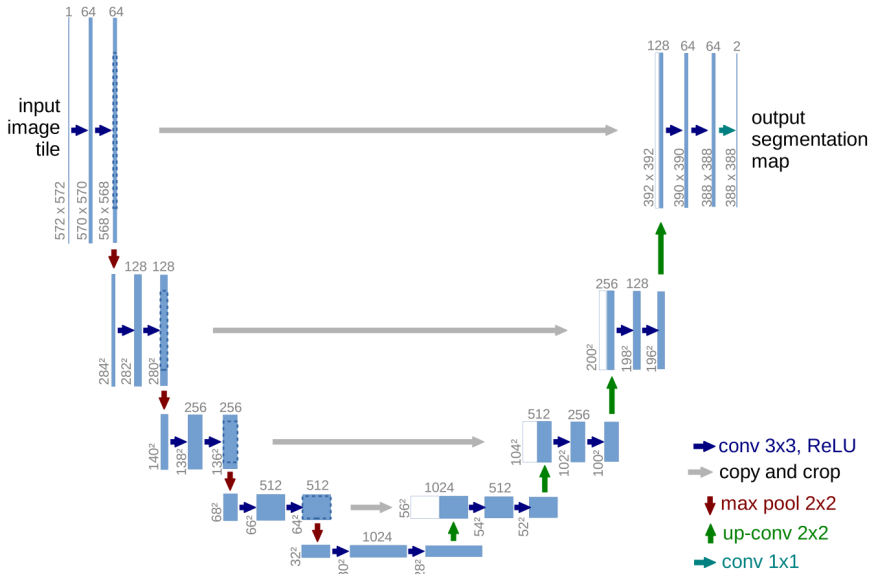 1 64 64
input
image
tile
572 x 572
570 x 570
568 x 568
128 64 64 2
output
segmentation
map
392 x 392
390 x 390
388 x 388
388 x 388
128 128
284²
282²
280²
256 128
200²
198²
196²
256 256
140²
138²
136²
512 256
104²
102²
100²
512 512
68²
66²
64²
1024 512
56²
54²
52²
1024
32²
conv 3x3, ReLU
copy and crop
max pool 2x2
up-conv 2x2
conv 1x1